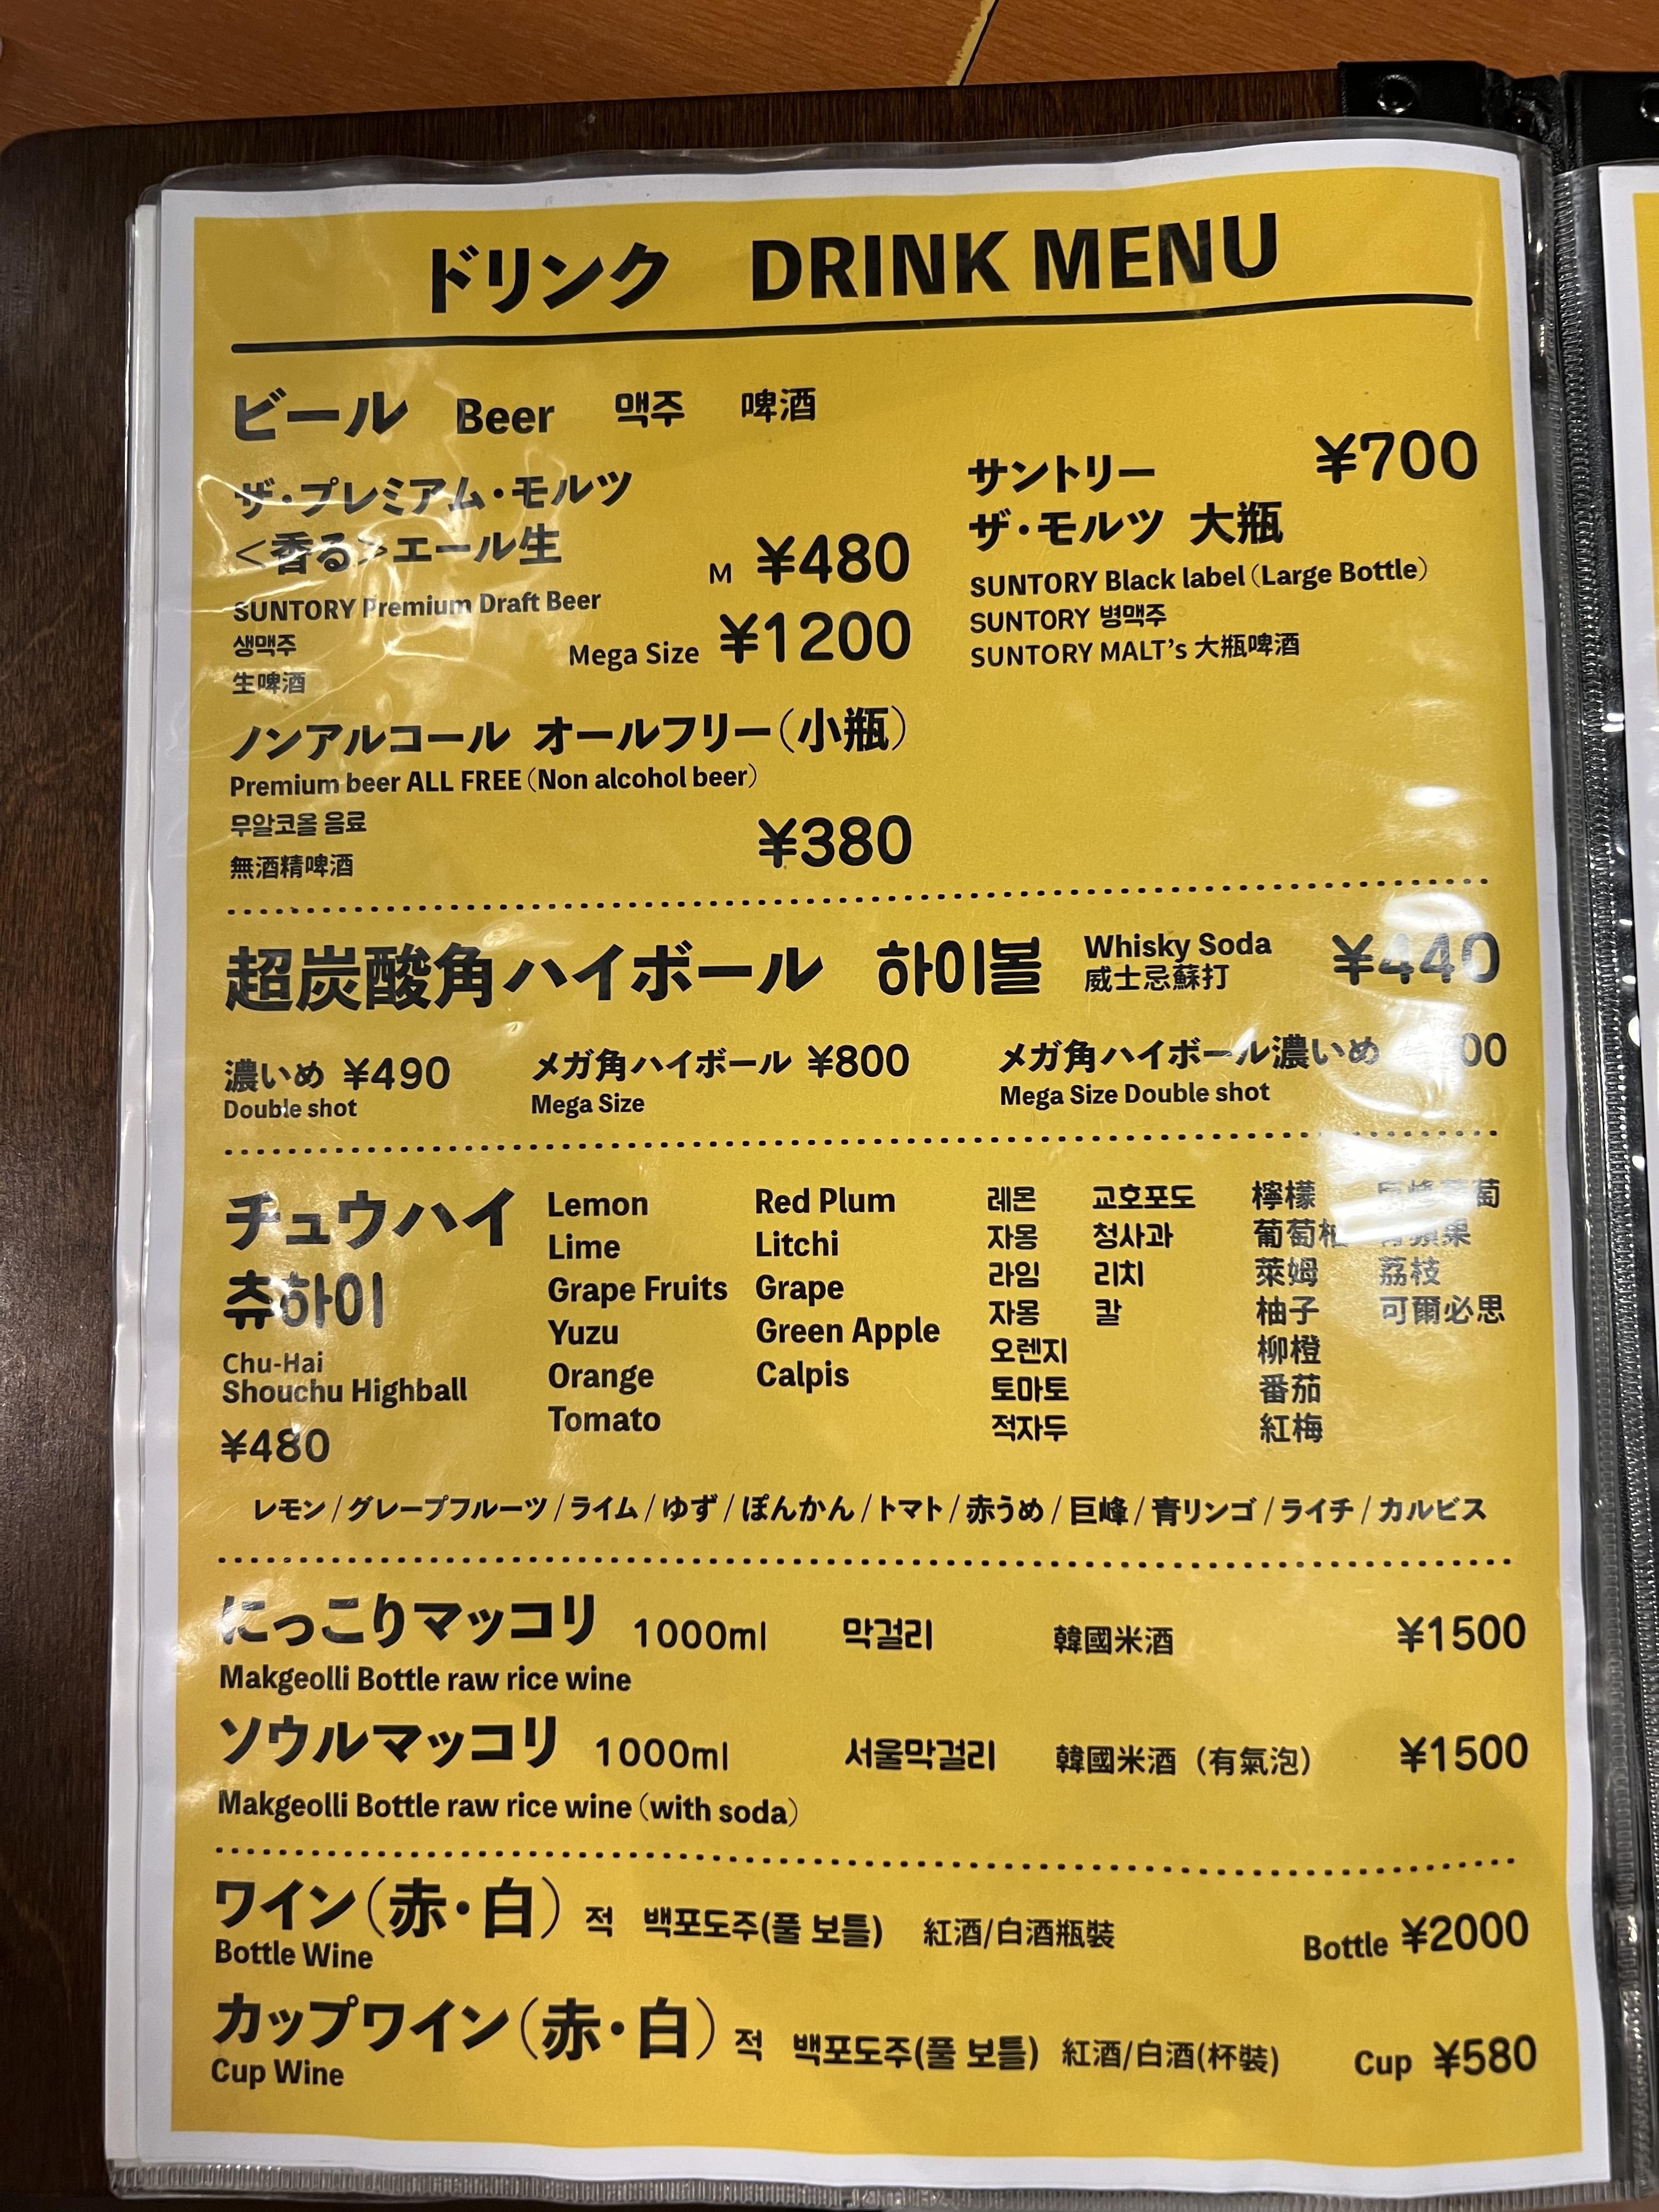 ドリンク DRINK MENU
ビール Beer 맥주 啤酒
ザ・プレミアム・モルツ
＜香る＞エール生
M ¥480
SUNTORY Premium Draft Beer
생맥주
Mega Size ¥1200
生啤酒
サントリー ¥700
ザ・モルツ 大瓶
SUNTORY Black label（Large Bottle）
SUNTORY 병맥주
SUNTORY MALT's 大瓶啤酒
ノンアルコール オールフリー（小瓶）
Premium beer ALL FREE（Non alcohol beer）
무알코올 음료
無酒精啤酒
¥380
超炭酸角ハイボール 하이볼 Whisky Soda ¥440
威士忌蘇打
濃いめ ¥490 メガ角ハイボール ¥800 メガ角ハイボール濃いめ
Double shot Mega Size Mega Size Double shot
チュウハイ
츄하이
Chu-Hai
Shouchu Highball
¥480
Lemon
Lime
Grape Fruits
Yuzu
Orange
Tomato
Red Plum
Litchi
Grape
Green Apple
Calpis
레몬
자몽
라임
자몽
오렌지
토마토
적자두
교호포도
청사과
리치
칼
檸檬
葡萄柚
萊姆
柚子
柳橙
番茄
紅梅
荔枝
可爾必思
レモン/グレープフルーツ/ライム/ゆず/ぽんかん/トマト/赤うめ/巨峰/青リンゴ/ライチ/カルピス
にっこりマッコリ 1000ml 막걸리 韓國米酒 ¥1500
Makgeolli Bottle raw rice wine
ソウルマッコリ 1000ml 서울막걸리 韓國米酒（有氣泡） ¥1500
Makgeolli Bottle raw rice wine（with soda）
ワイン（赤・白） 적 백포도주(풀 보틀) 紅酒/白酒瓶裝 Bottle ¥2000
Bottle Wine
カップワイン（赤・白） 적 백포도주(풀 보틀) 紅酒/白酒(杯裝) Cup ¥580
Cup Wine